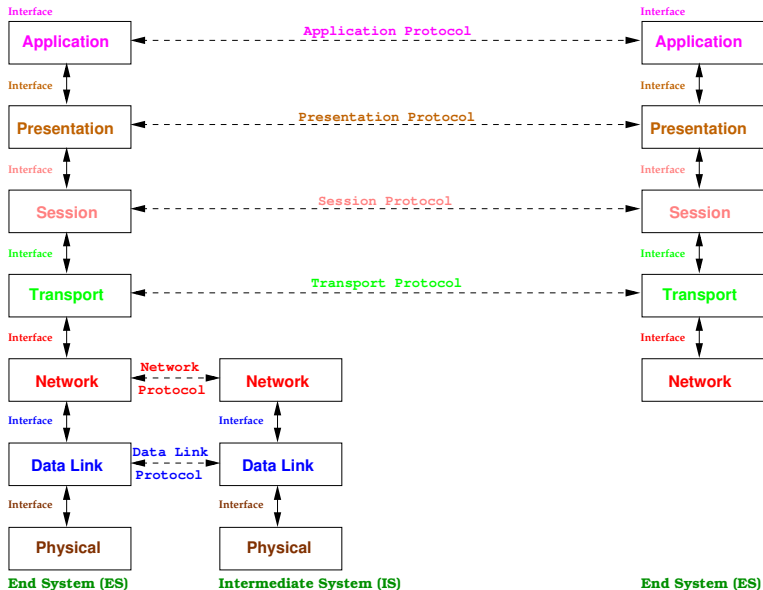 Interface Interface
Application Application Protocol Application
Interface Interface
Presentation Presentation Protocol Presentation
Interface Interface
Session Session Protocol Session
Interface Interface
Transport Transport Protocol Transport
Interface Interface
Network Network Protocol Network Network
Interface Interface
Data Link Data Link Protocol Data Link
Interface Interface
Physical Physical
End System (ES) Intermediate System (IS) End System (ES)